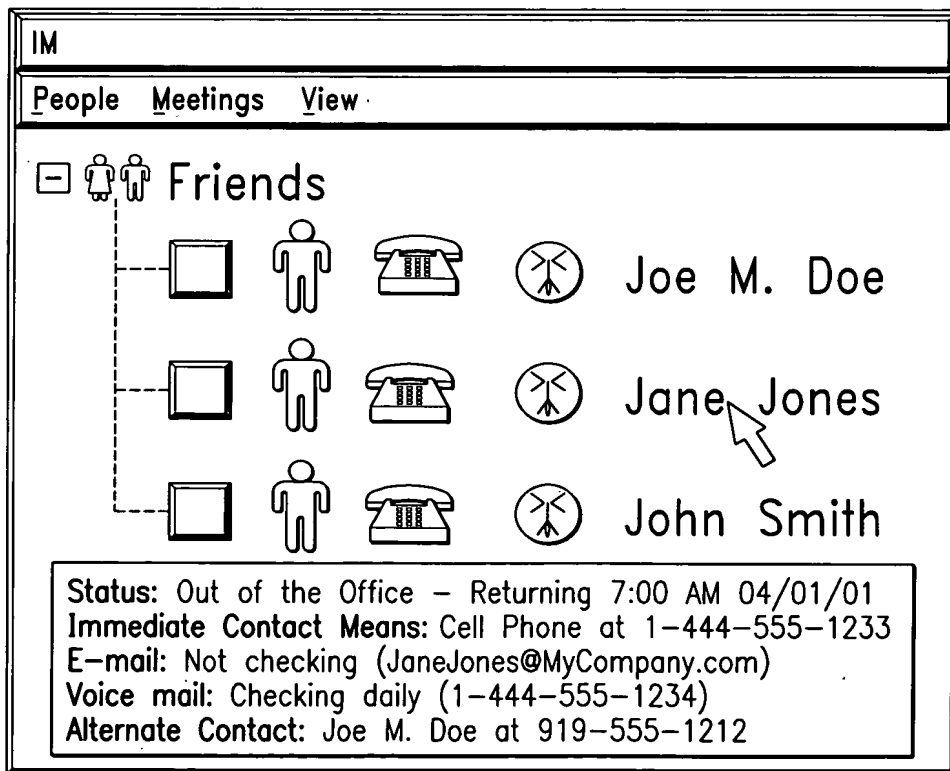 IM
People Meetings View
Friends
Joe M. Doe
Jane Jones
John Smith
Status: Out of the Office – Returning 7:00 AM 04/01/01
Immediate Contact Means: Cell Phone at 1–444–555–1233
E–mail: Not checking (JaneJones@MyCompany.com)
Voice mail: Checking daily (1–444–555–1234)
Alternate Contact: Joe M. Doe at 919–555–1212